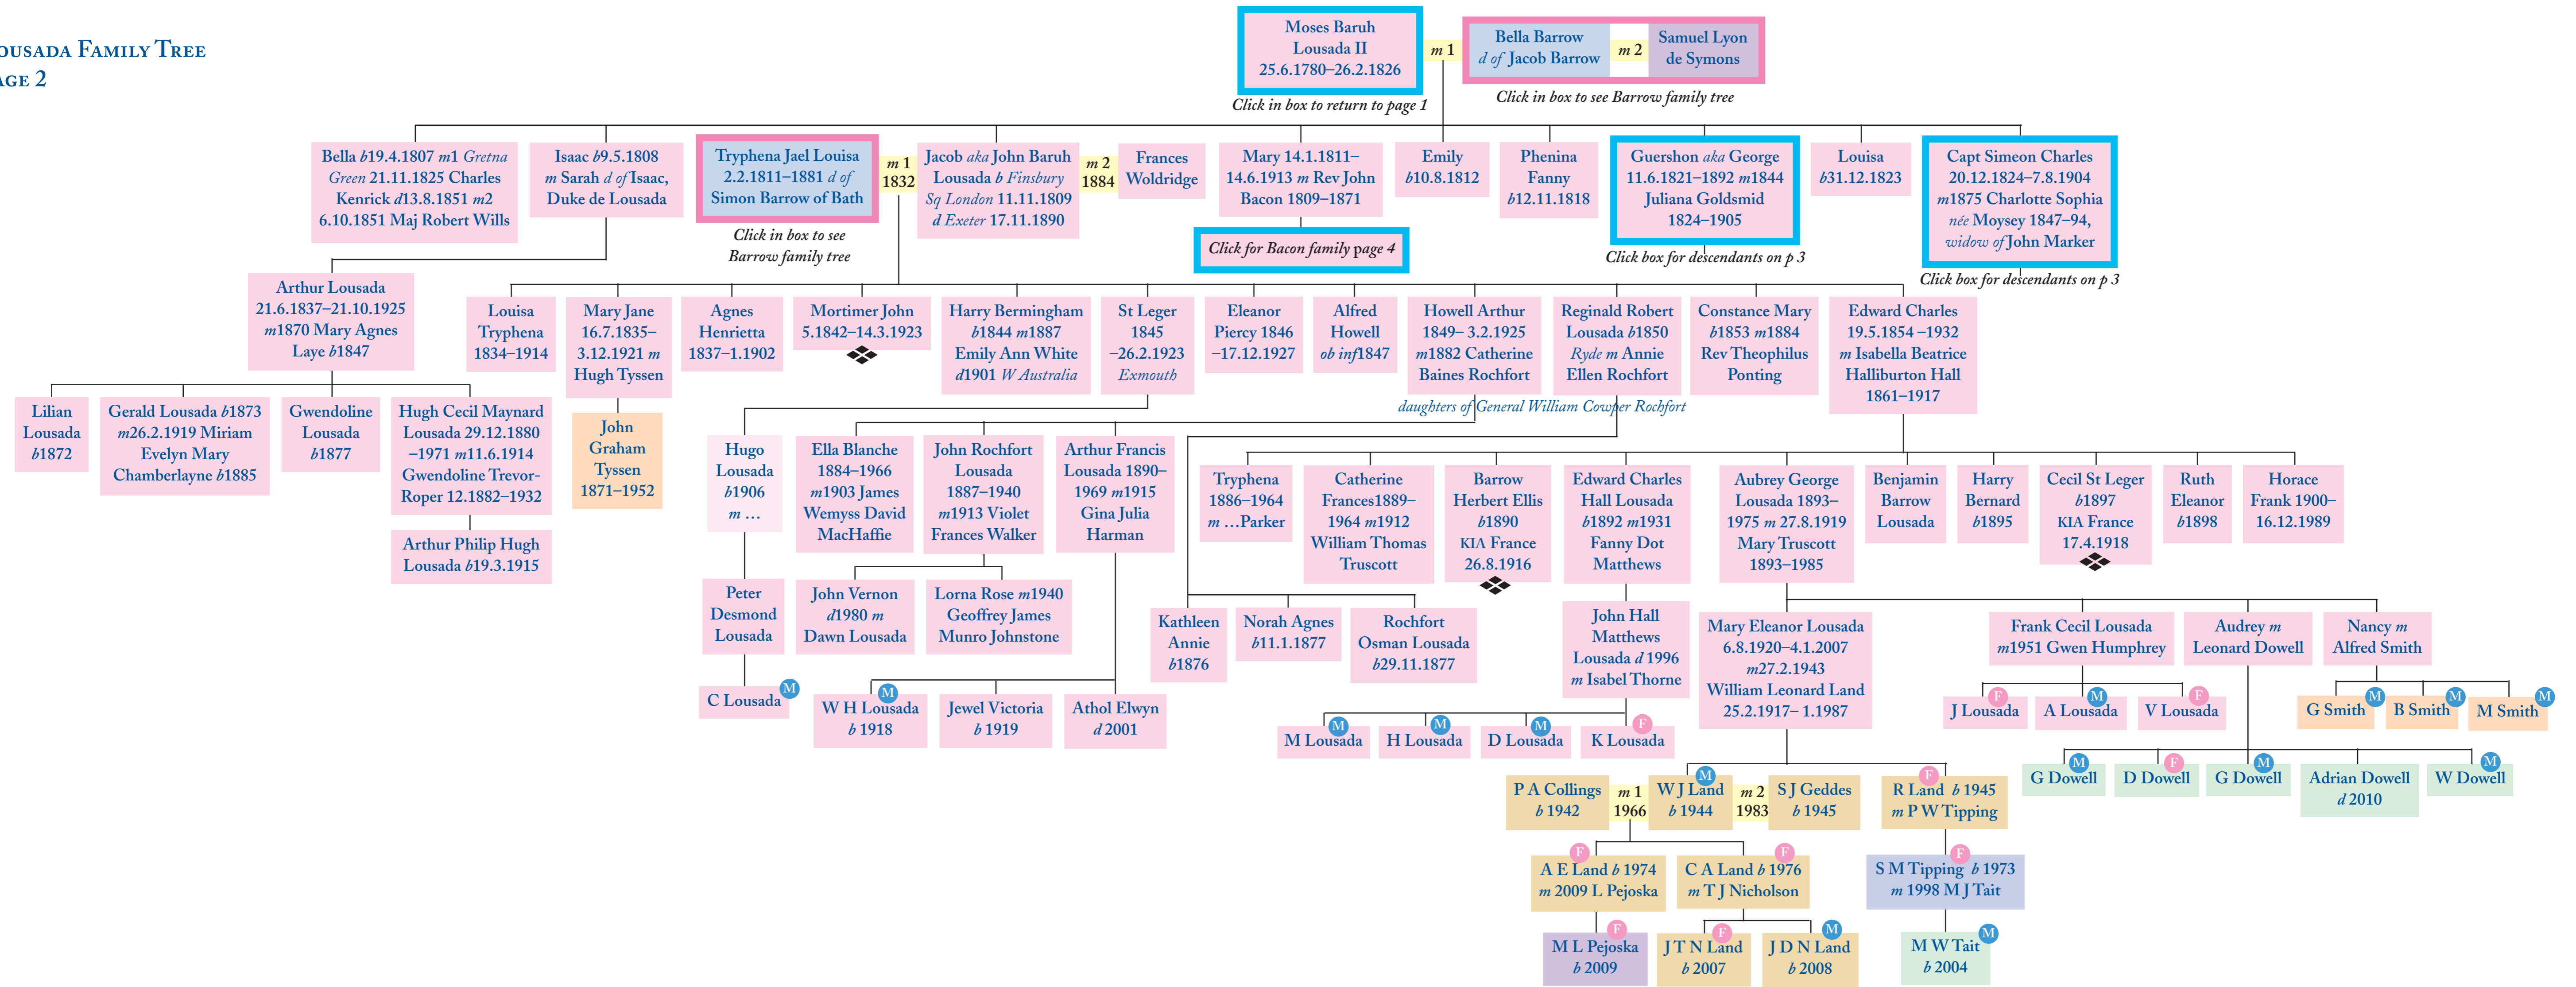 OUSADA FAMILY TREE
AGE 2
Moses Baruh
Lousada II
25.6.1780–26.2.1826
m 1
Bella Barrow
d of Jacob Barrow
m 2
Samuel Lyon
de Symons
Click in box to return to page 1
Click in box to see Barrow family tree
Bella b19.4.1807 m1 Gretna
Green 21.11.1825 Charles
Kenrick d13.8.1851 m2
6.10.1851 Maj Robert Wills
Isaac b9.5.1808
m Sarah d of Isaac,
Duke de Lousada
Tryphena Jael Louisa
2.2.1811–1881 d of
Simon Barrow of Bath
Click in box to see
Barrow family tree
m 1
1832
Jacob aka John Baruh
Lousada b Finsbury
Sq London 11.11.1809
d Exeter 17.11.1890
m 2
1884
Frances
Woldridge
Mary 14.1.1811–
14.6.1913 m Rev John
Bacon 1809–1871
Click for Bacon family page 4
Emily
b10.8.1812
Phenina
Fanny
b12.11.1818
Guershon aka George
11.6.1821–1892 m1844
Juliana Goldsmid
1824–1905
Click box for descendants on p 3
Louisa
b31.12.1823
Capt Simeon Charles
20.12.1824–7.8.1904
m1875 Charlotte Sophia
née Moysey 1847–94,
widow of John Marker
Click box for descendants on p 3
Arthur Lousada
21.6.1837–21.10.1925
m1870 Mary Agnes
Laye b1847
Louisa
Tryphena
1834–1914
Mary Jane
16.7.1835–
3.12.1921 m
Hugh Tyssen
Agnes
Henrietta
1837–1.1902
Mortimer John
5.1842–14.3.1923
Harry Bermingham
b1844 m1887
Emily Ann White
d1901 W Australia
St Leger
1845
–26.2.1923
Exmouth
Eleanor
Piercy 1846
–17.12.1927
Alfred
Howell
ob inf1847
Howell Arthur
1849– 3.2.1925
m1882 Catherine
Baines Rochfort
Reginald Robert
Lousada b1850
Ryde m Annie
Ellen Rochfort
daughters of General William Cowper Rochfort
Constance Mary
b1853 m1884
Rev Theophilus
Ponting
Edward Charles
19.5.1854 –1932
m Isabella Beatrice
Halliburton Hall
1861–1917
Lilian
Lousada
b1872
Gerald Lousada b1873
m26.2.1919 Miriam
Evelyn Mary
Chamberlayne b1885
Gwendoline
Lousada
b1877
Hugh Cecil Maynard
Lousada 29.12.1880
–1971 m11.6.1914
Gwendoline Trevor-
Roper 12.1882–1932
John
Graham
Tyssen
1871–1952
Hugo
Lousada
b1906
m …
Ella Blanche
1884–1966
m1903 James
Wemyss David
MacHaffie
John Rochfort
Lousada
1887–1940
m1913 Violet
Frances Walker
Arthur Francis
Lousada 1890–
1969 m1915
Gina Julia
Harman
Tryphena
1886–1964
m …Parker
Catherine
Frances1889–
1964 m1912
William Thomas
Truscott
Barrow
Herbert Ellis
b1890
KIA France
26.8.1916
Edward Charles
Hall Lousada
b1892 m1931
Fanny Dot
Matthews
Aubrey George
Lousada 1893–
1975 m 27.8.1919
Mary Truscott
1893–1985
Benjamin
Barrow
Lousada
Harry
Bernard
b1895
Cecil St Leger
b1897
KIA France
17.4.1918
Ruth
Eleanor
b1898
Horace
Frank 1900–
16.12.1989
Arthur Philip Hugh
Lousada b19.3.1915
Peter
Desmond
Lousada
John Vernon
d1980 m
Dawn Lousada
Lorna Rose m1940
Geoffrey James
Munro Johnstone
Kathleen
Annie
b1876
Norah Agnes
b11.1.1877
Rochfort
Osman Lousada
b29.11.1877
John Hall
Matthews
Lousada d 1996
m Isabel Thorne
Mary Eleanor Lousada
6.8.1920–4.1.2007
m27.2.1943
William Leonard Land
25.2.1917– 1.1987
Frank Cecil Lousada
m1951 Gwen Humphrey
Audrey m
Leonard Dowell
Nancy m
Alfred Smith
M
C Lousada
M
W H Lousada
b 1918
Jewel Victoria
b 1919
Athol Elwyn
d 2001
M
M Lousada
M
H Lousada
M
D Lousada
F
K Lousada
F
J Lousada
M
A Lousada
F
V Lousada
M
G Smith
M
B Smith
M
M Smith
P A Collings
b 1942
m 1
1966
M
W J Land
b 1944
m 2
1983
S J Geddes
b 1945
F
R Land b 1945
m P W Tipping
M
G Dowell
F
D Dowell
M
G Dowell
Adrian Dowell
d 2010
M
W Dowell
F
A E Land b 1974
m 2009 L Pejoska
F
C A Land b 1976
m T J Nicholson
F
S M Tipping b 1973
m 1998 M J Tait
F
M L Pejoska
b 2009
F
J T N Land
b 2007
M
J D N Land
b 2008
M
M W Tait
b 2004